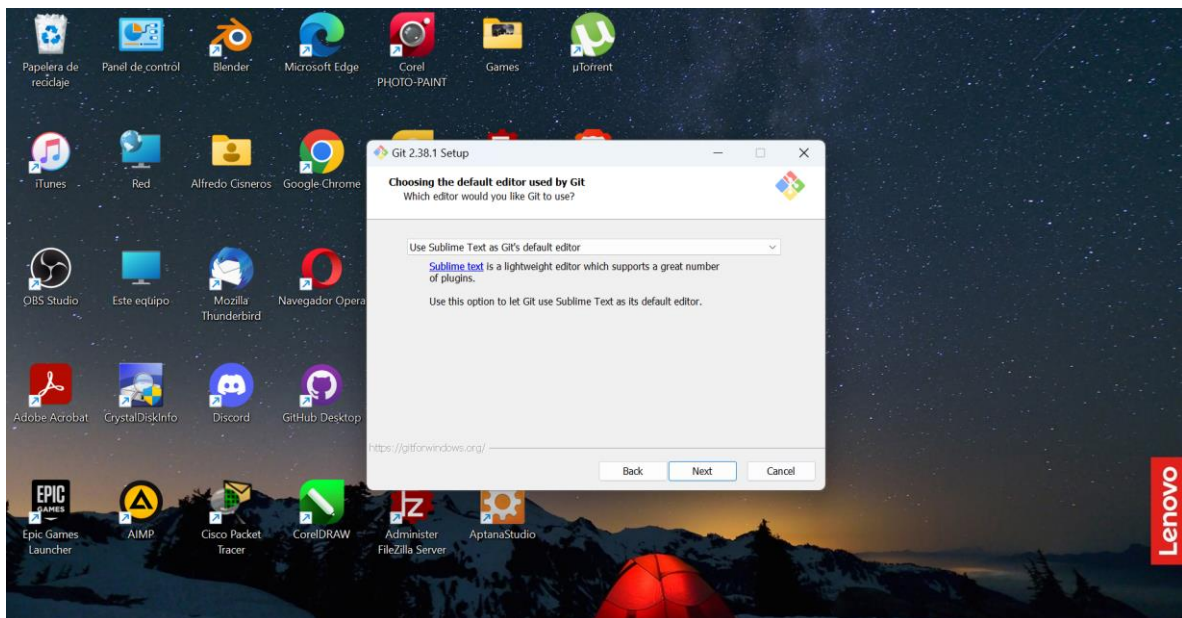 Papelera de
reciclaje
Panel de control
Blender
Microsoft Edge
Corel
PHOTO-PAINT
Games
µTorrent
iTunes
Red
Alfredo Cisneros
Google Chrome
Git 2.38.1 Setup
Choosing the default editor used by Git
Which editor would you like Git to use?
Use Sublime Text as Git's default editor
Sublime text is a lightweight editor which supports a great number
of plugins.
Use this option to let Git use Sublime Text as its default editor.
https://gitforwindows.org/
Back
Next
Cancel
OBS Studio
Este equipo
Mozilla
Thunderbird
Navegador Opera
Adobe Acrobat
CrystalDiskInfo
Discord
GitHub Desktop
EPIC
GAMES
Epic Games
Launcher
AIMP
Cisco Packet
Tracer
CorelDRAW
FZ
Administer
FileZilla Server
AptanaStudio
Lenovo